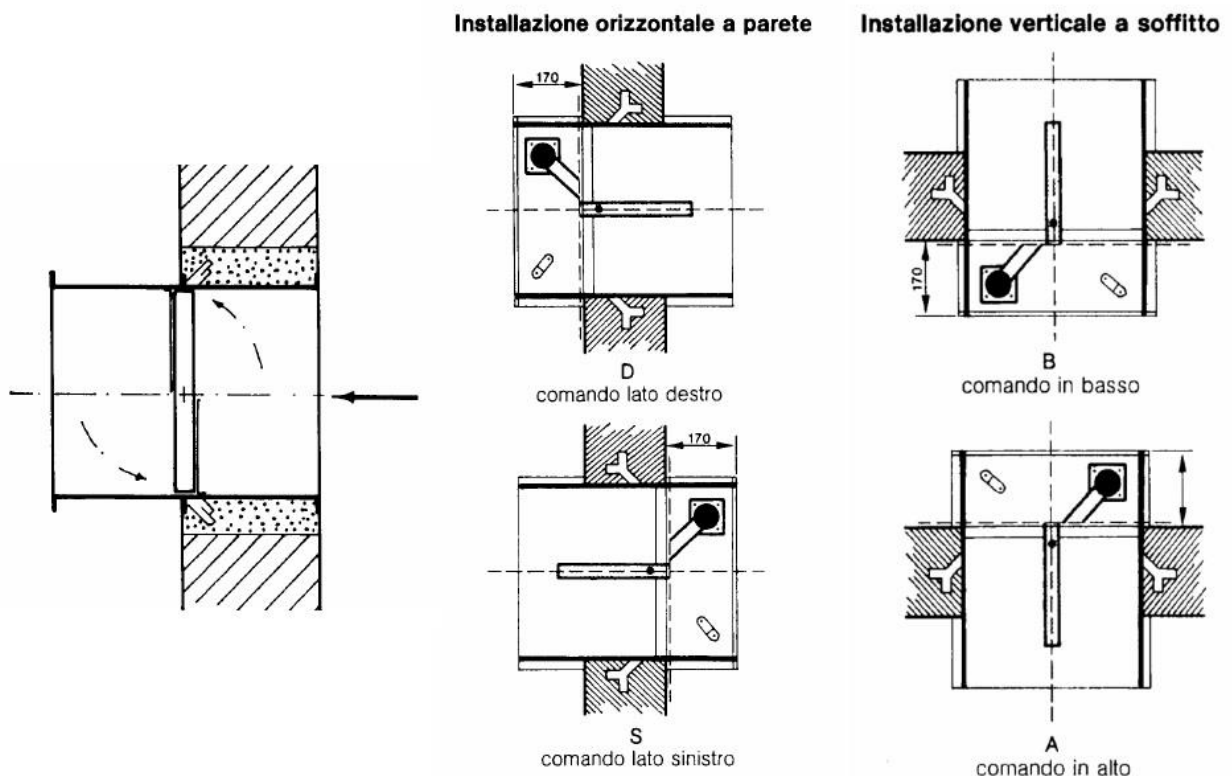 Installazione orizzontale a parete
Installazione verticale a soffitto
170
D
comando lato destro
170
B
comando in basso
170
S
comando lato sinistro
A
comando in alto